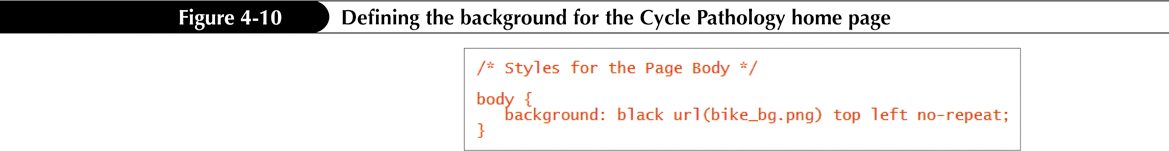 Figure 4-10 Defining the background for the Cycle Pathology home page
/* Styles for the Page Body */
body {
   background: black url(bike_bg.png) top left no-repeat;
}